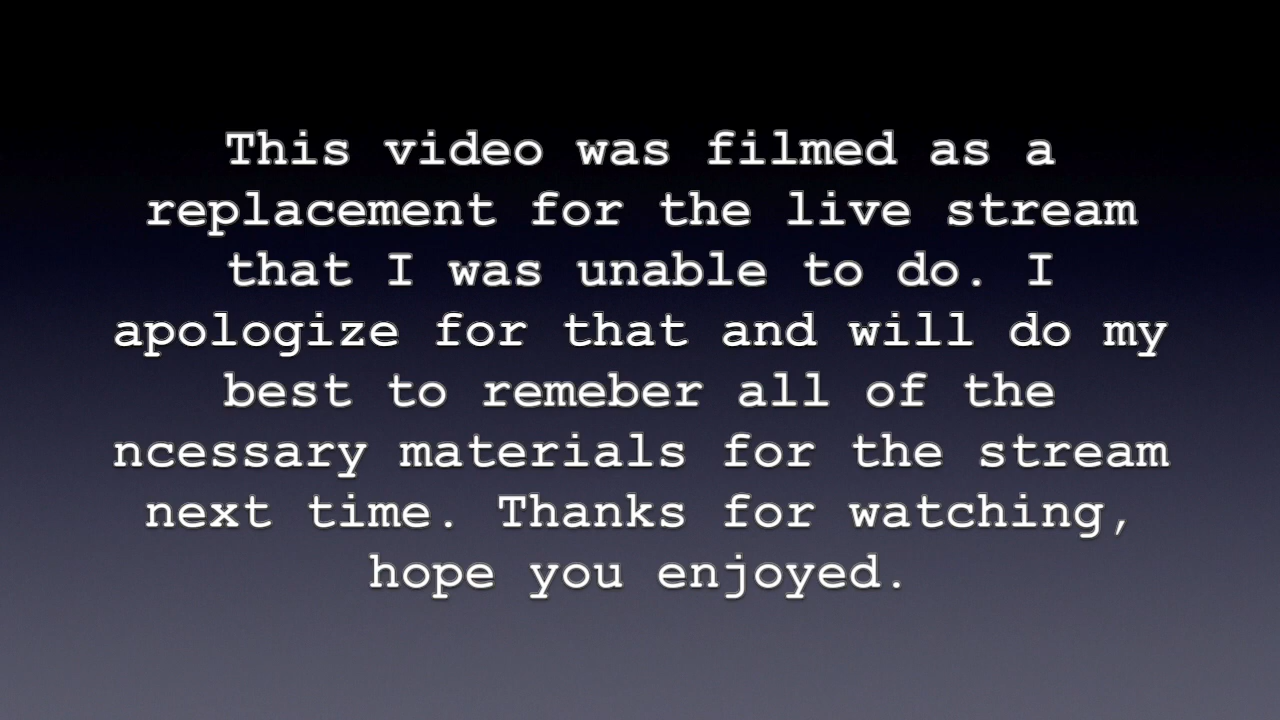 This video was filmed as a
replacement for the live stream
that I was unable to do. I
apologize for that and will do my
best to remeber all of the
ncessary materials for the stream
next time. Thanks for watching,
hope you enjoyed.